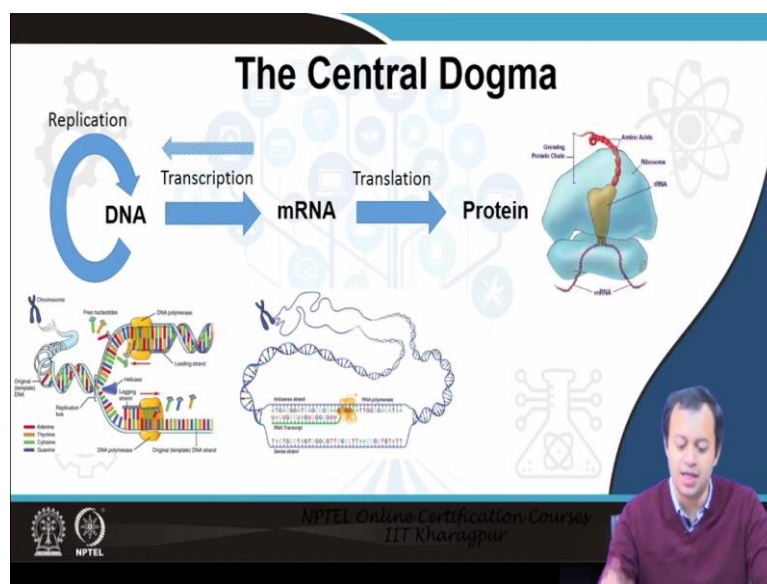 The Central Dogma
Replication
DNA
Transcription
mRNA
Translation
Protein
Growing
Protein Chain
Amino Acids
Ribosome
mRNA
Chromosome
Free nucleotides
DNA polymerase
Leading strand
Original
(template)
DNA
Helicase
Lagging
strand
Replication
fork
Adenine
Thymine
Cytosine
Guanine
DNA polymerase
Original (template) DNA strand
Antisense strand
RNA polymerase
RNA Transcript
Sense strand
NPTEL
NPTEL Online Certification Courses
IIT Kharagpur